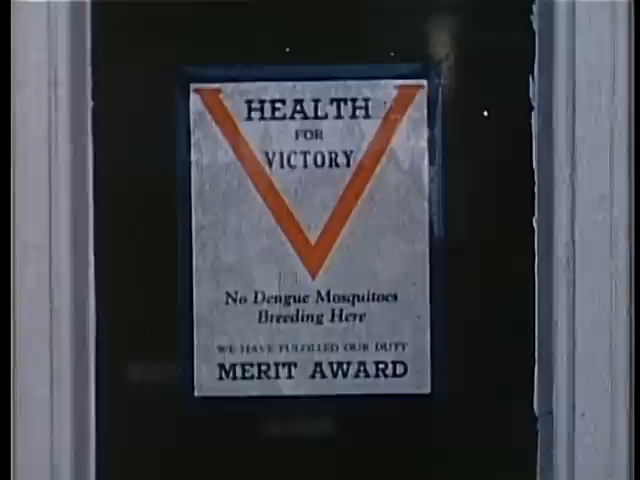 HEALTH
FOR
VICTORY
No Dengue Mosquitoes
Breeding Here
WE HAVE FULFILLED OUR DUTY
MERIT AWARD